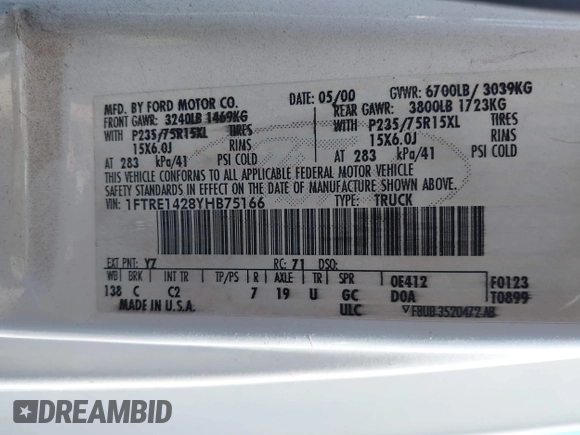 MFD. BY FORD MOTOR CO.
DATE: 05/00
GVWR: 6700LB/ 3039KG
FRONT GAWR: 3240LB 1469KG
REAR GAWR: 3800LB 1723KG
WITH P235/75R15XL TIRES
WITH P235/75R15XL TIRES
15X6.0J RIMS
15X6.0J RIMS
AT 283 kPa/41 PSI COLD
AT 283 kPa/41 PSI COLD
THIS VEHICLE CONFORMS TO ALL APPLICABLE FEDERAL MOTOR VEHICLE
SAFETY STANDARDS IN EFFECT ON THE DATE OF MANUFACTURE SHOWN ABOVE.
VIN: 1FTRE1428YHB75166
TYPE: TRUCK
EXT PNT: Y7 RC: 71 DSO:
WB BRK INT TR TP/PS R AXLE TR SPR 0E412 F0123
138 C C2 7 19 U GC D0A T0899
MADE IN U.S.A. ULC F8UB 3520472 AB
DREAMBID